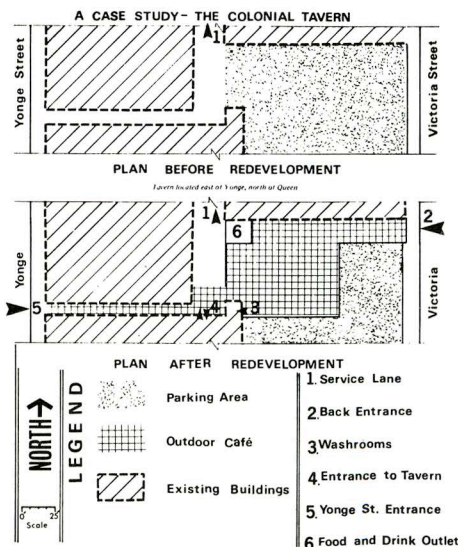 A CASE STUDY - THE COLONIAL TAVERN
Yonge Street
1
Victoria Street
PLAN BEFORE REDEVELOPMENT
Tavern located east of Yonge, north of Queen
Yonge
1
2
6
5
4
3
Victoria
PLAN AFTER REDEVELOPMENT
NORTH
0 25
Scale
LEGEND
Parking Area
Outdoor Café
Existing Buildings
1. Service Lane
2. Back Entrance
3. Washrooms
4. Entrance to Tavern
5. Yonge St. Entrance
6. Food and Drink Outlet